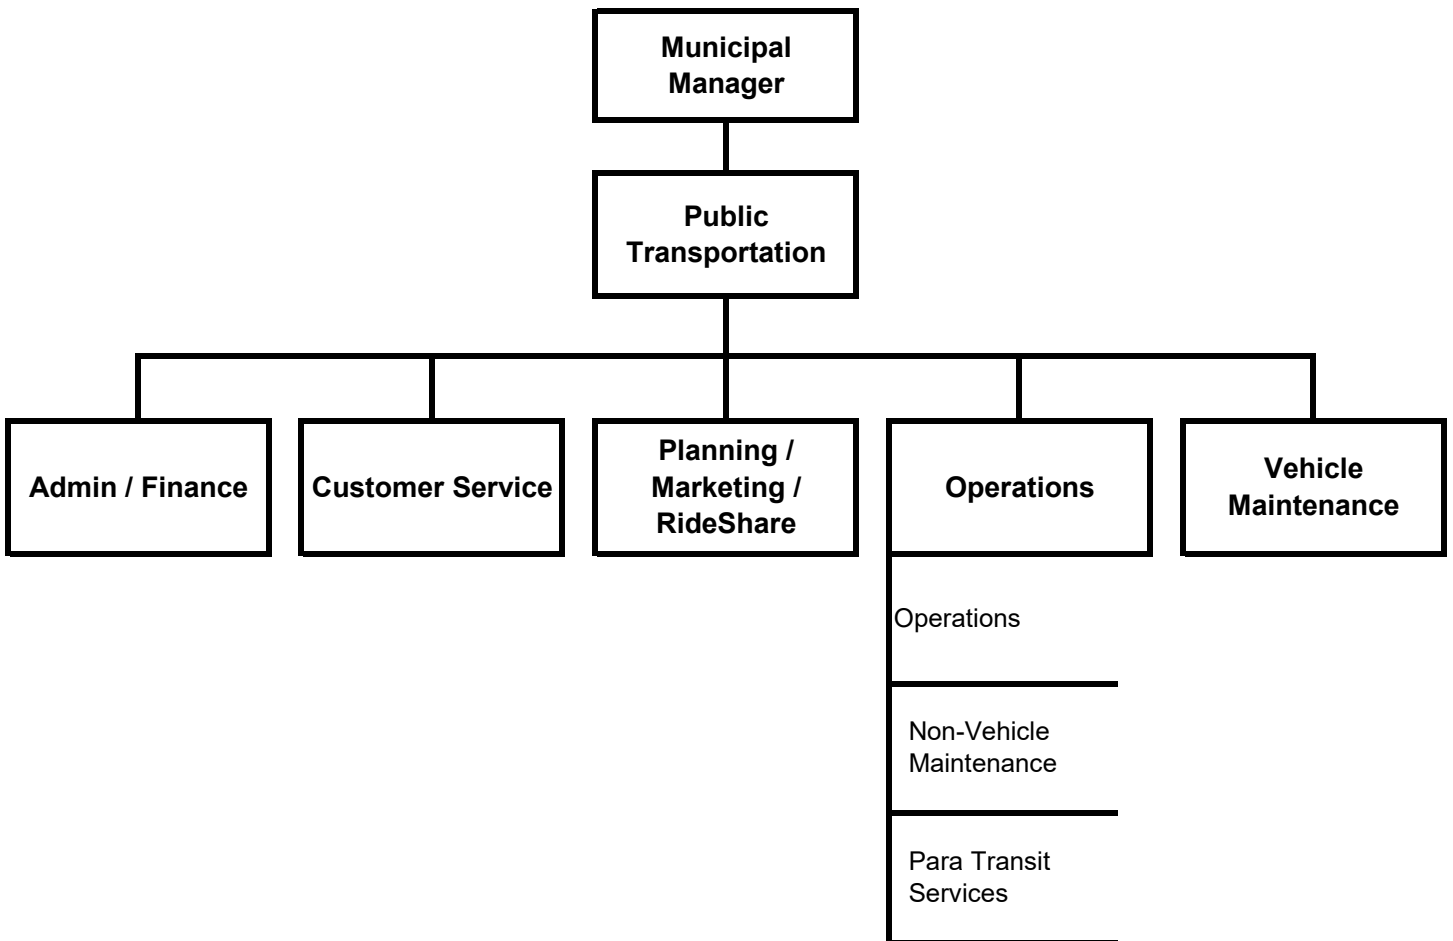 Municipal
Manager
Public
Transportation
Admin / Finance
Customer Service
Planning /
Marketing /
RideShare
Operations
Vehicle
Maintenance
Operations
Non-Vehicle
Maintenance
Para Transit
Services